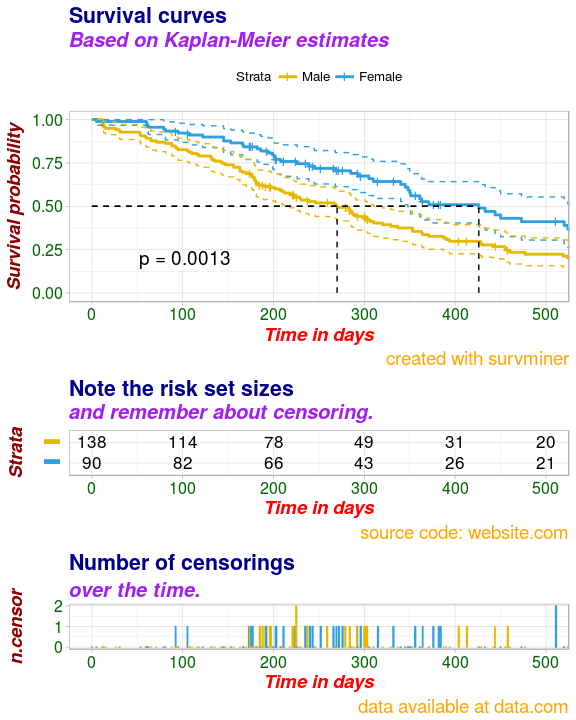 Survival curves
Based on Kaplan-Meier estimates
Strata Male Female
Survival probability
1.00
0.75
0.50
0.25
0.00
p = 0.0013
0 100 200 300 400 500
Time in days
created with survminer
Note the risk set sizes
and remember about censoring.
Strata
138 114 78 49 31 20
90 82 66 43 26 21
0 100 200 300 400 500
Time in days
source code: website.com
Number of censorings
over the time.
n.censor
2
1
0
0 100 200 300 400 500
Time in days
data available at data.com